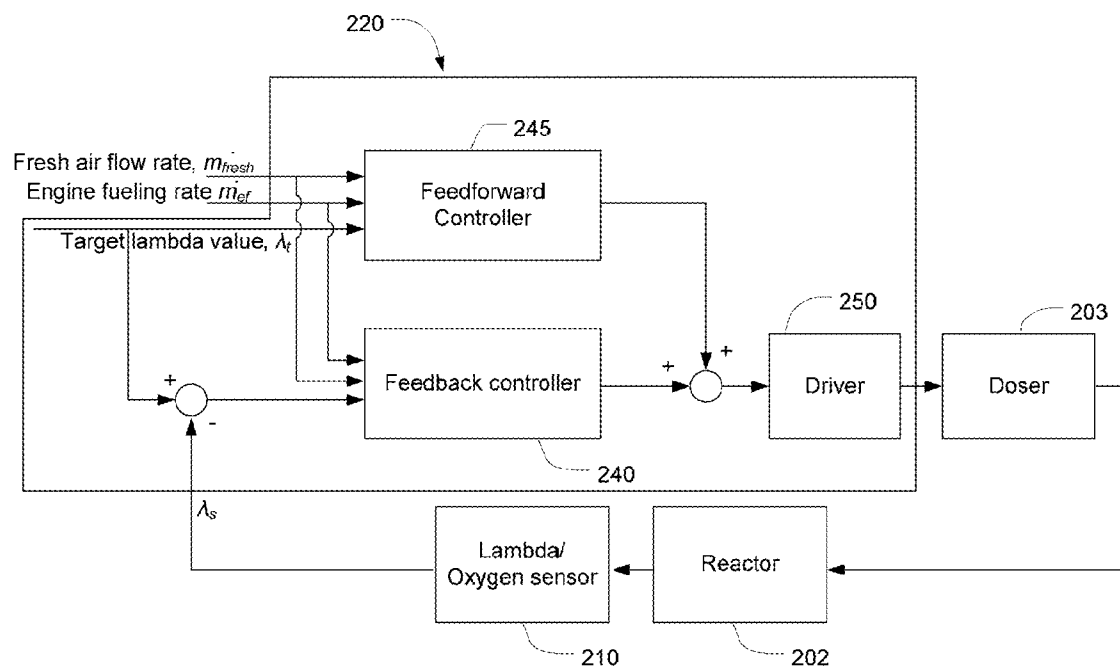 220
245
Fresh air flow rate, ṁfresh
Engine fueling rate ṁef
Feedforward
Controller
Target lambda value, λt
250
203
+
+
+
-
Feedback controller
Driver
Doser
240
λs
Lambda/
Oxygen sensor
Reactor
210
202